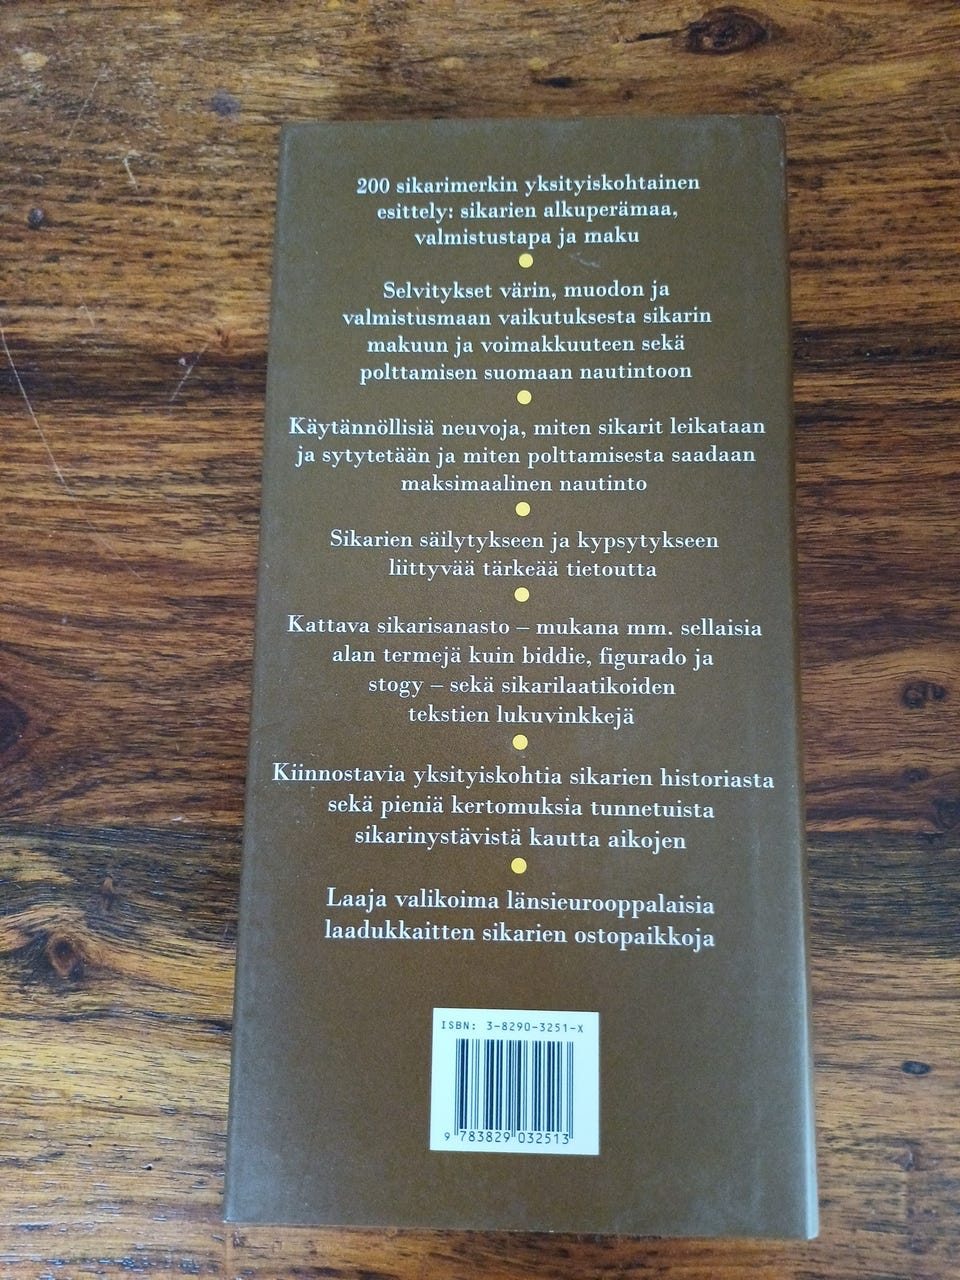 200 sikarimerkin yksityiskohtainen
esittely: sikarien alkuperämaa,
valmistustapa ja maku
Selvitykset värin, muodon ja
valmistusmaan vaikutuksesta sikarin
makuun ja voimakkuuteen sekä
polttamisen suomaan nautintoon
Käytännöllisiä neuvoja, miten sikarit leikataan
ja sytytetään ja miten polttamisesta saadaan
maksimaalinen nautinto
Sikarien säilytykseen ja kypsytykseen
liittyvää tärkeää tietoutta
Kattava sikarisanasto – mukana mm. sellaisia
alan termejä kuin biddie, figurado ja
stogy – sekä sikarilaatikoiden
tekstien lukuvinkkejä
Kiinnostavia yksityiskohtia sikarien historiasta
sekä pieniä kertomuksia tunnetuista
sikarinystävistä kautta aikojen
Laaja valikoima länsieurooppalaisia
laadukkaitten sikarien ostopaikkoja
ISBN: 3-8290-3251-X
9 783829 032513